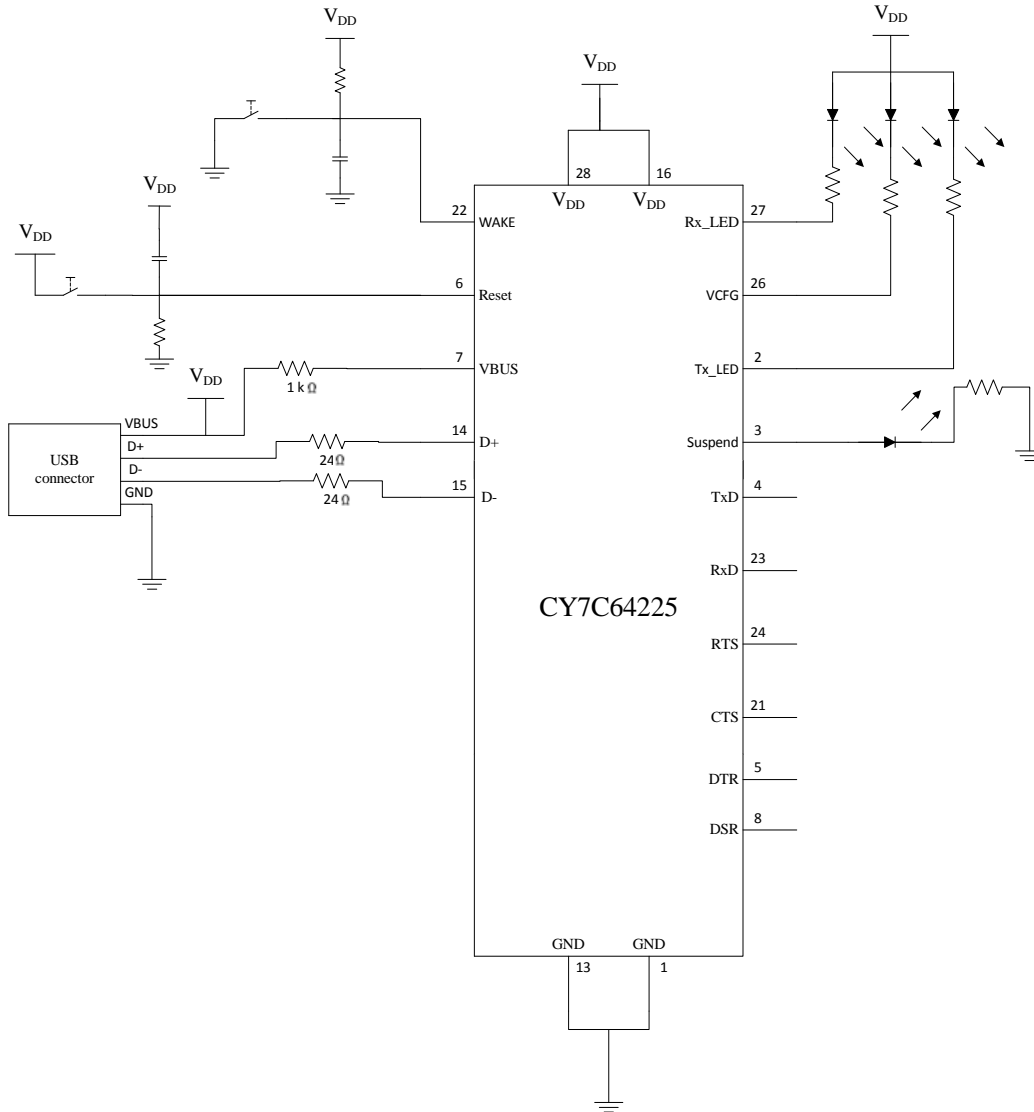 VDD
VDD
VDD
VDD
VDD
28
16
VDD
VDD
22
WAKE
Rx_LED
27
6
Reset
VCFG
26
7
VBUS
Tx_LED
2
1 k Ω
VDD
VBUS
D+
D-
GND
USB
connector
14
D+
24Ω
15
D-
24Ω
Suspend
3
TxD
4
RxD
23
CY7C64225
RTS
24
CTS
21
DTR
5
DSR
8
GND
GND
13
1